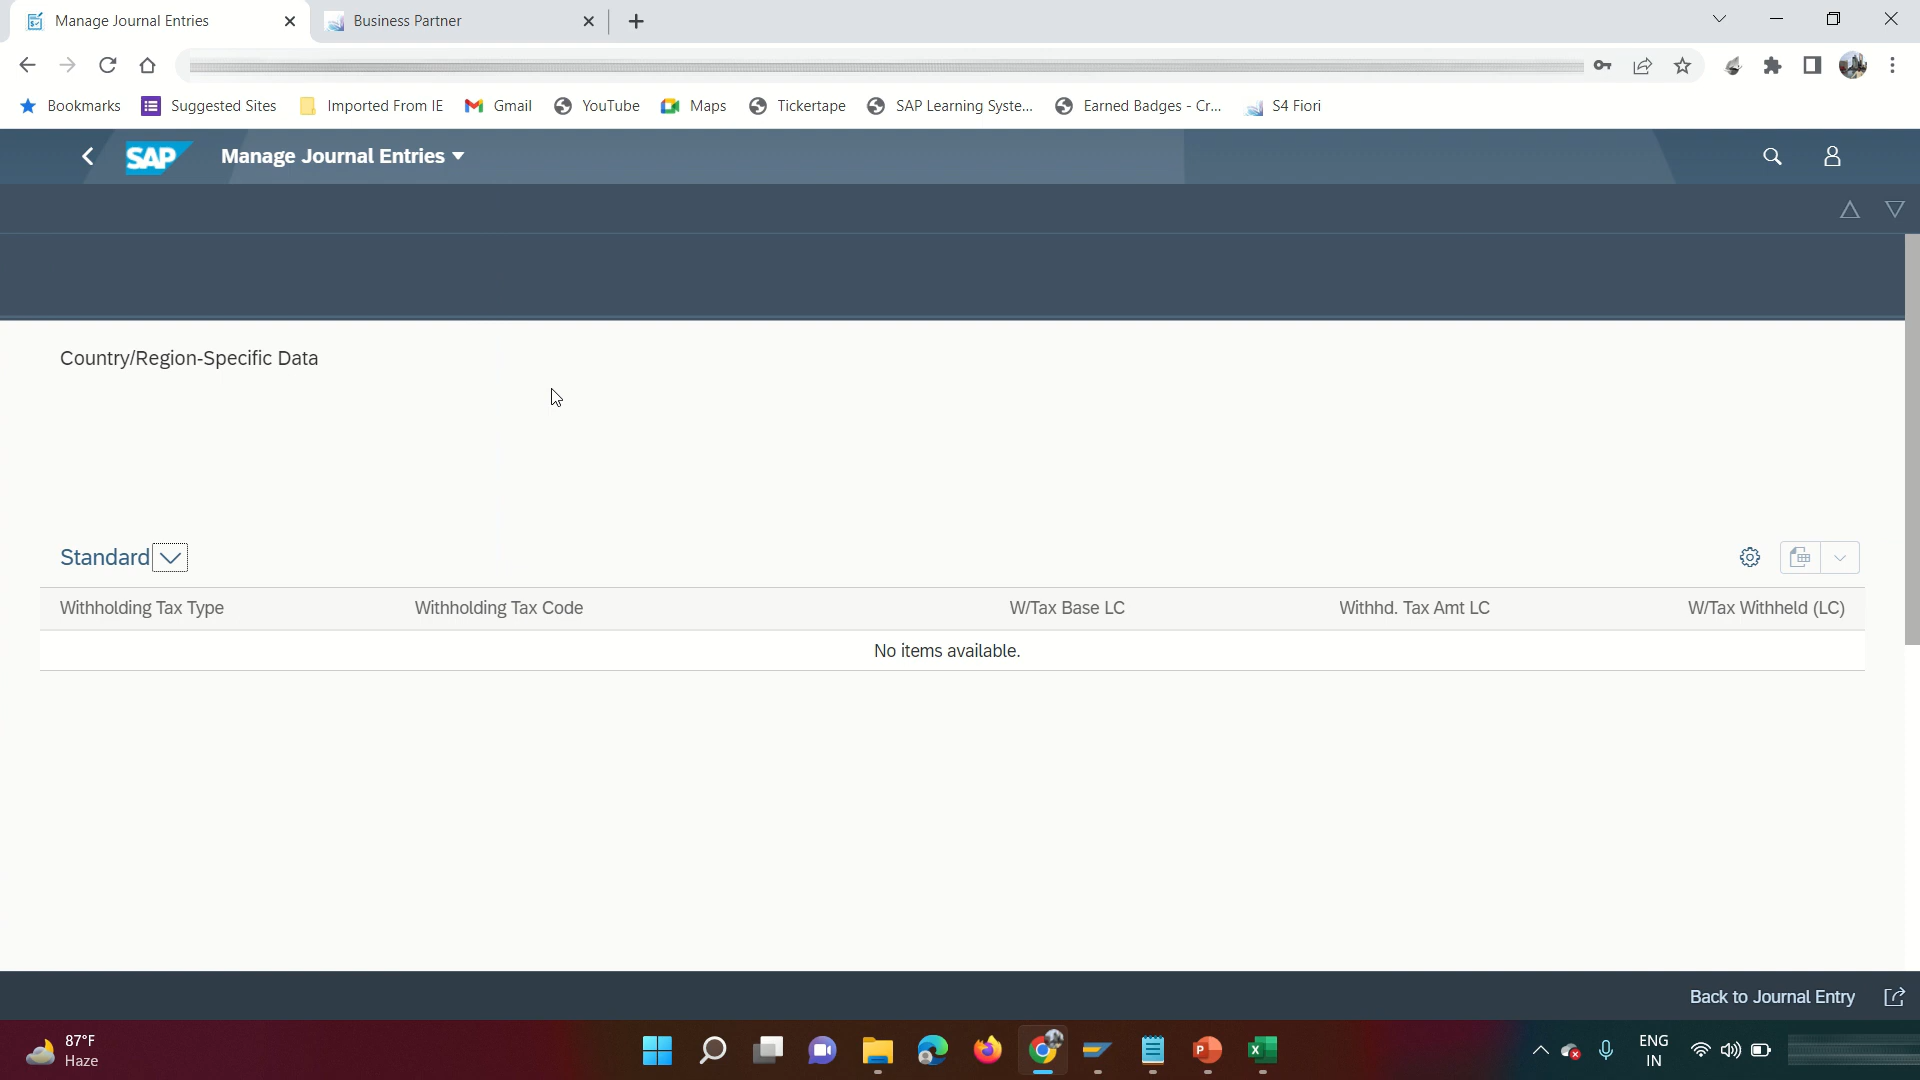 Manage Journal Entries
Business Partner
Bookmarks
Suggested Sites
Imported From IE
Gmail
YouTube
Maps
Tickertape
SAP Learning Syste...
Earned Badges - Cr...
S4 Fiori
SAP
Manage Journal Entries
Country/Region-Specific Data
Standard
Withholding Tax Type
Withholding Tax Code
W/Tax Base LC
Withhd. Tax Amt LC
W/Tax Withheld (LC)
No items available.
Back to Journal Entry
87°F
Haze
ENG
IN